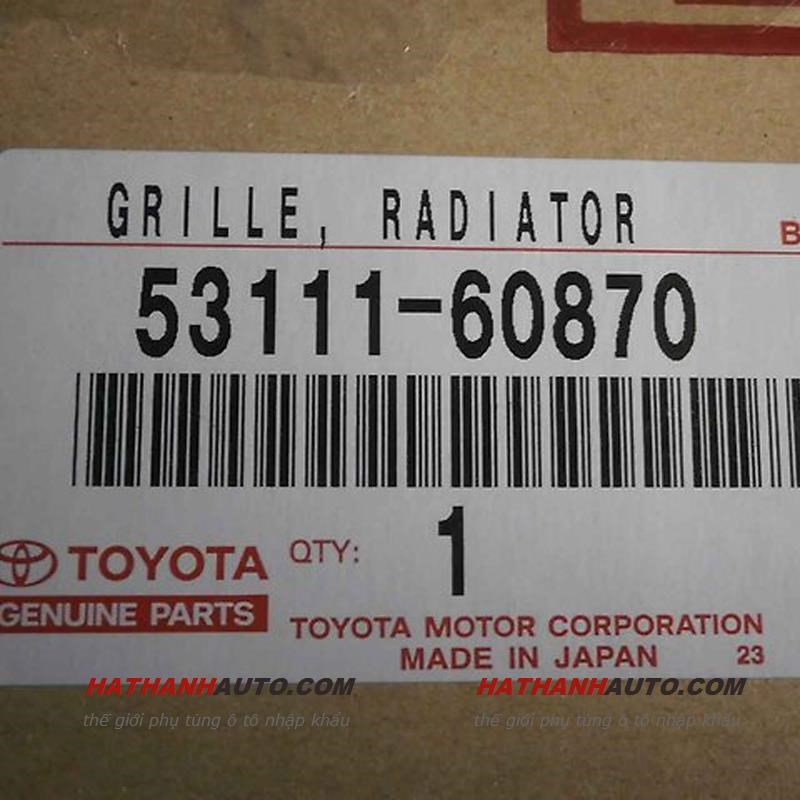 GRILLE, RADIATOR
B
53111-60870
TOYOTA
QTY: 1
GENUINE PARTS
TOYOTA MOTOR CORPORATION
MADE IN JAPAN 23
HATHANHAUTO.COM HATHANHAUTO.COM
thế giới phụ tùng ô tô nhập khẩu thế giới phụ tùng ô tô nhập khẩu